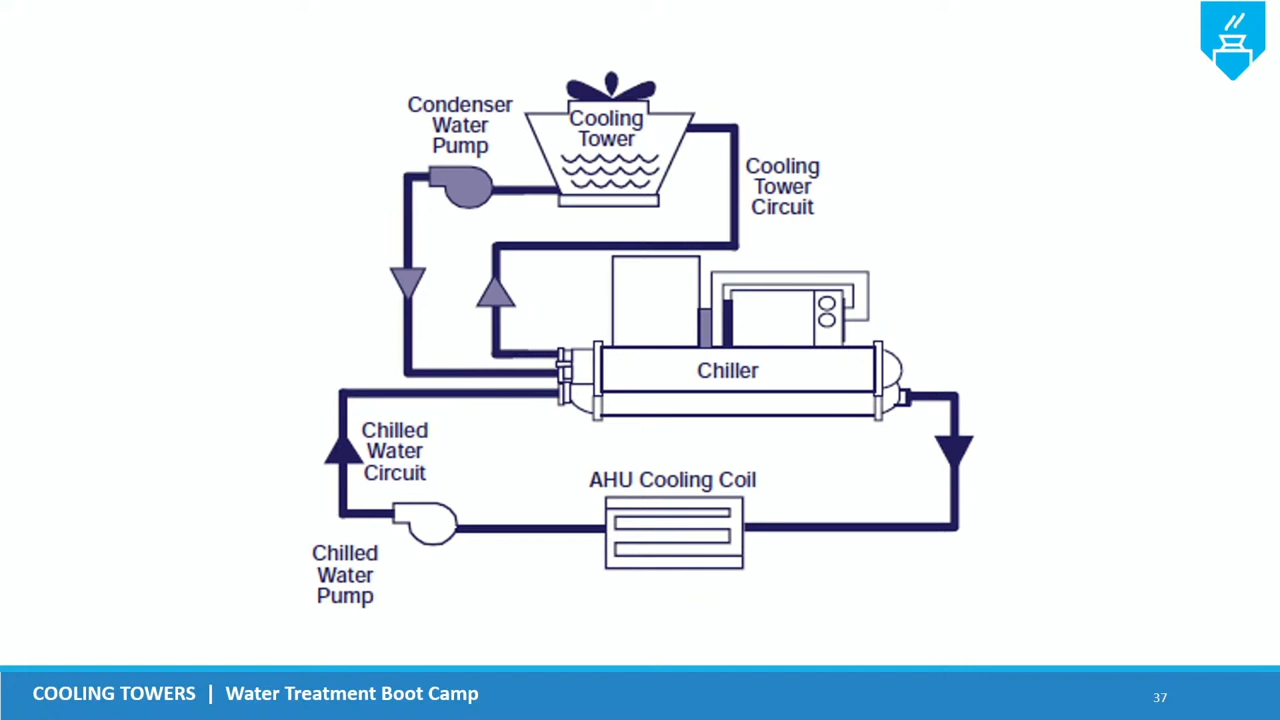 Condenser
Water
Pump
Cooling
Tower
Cooling
Tower
Circuit
Chiller
Chilled
Water
Circuit
AHU Cooling Coil
Chilled
Water
Pump
COOLING TOWERS | Water Treatment Boot Camp
37